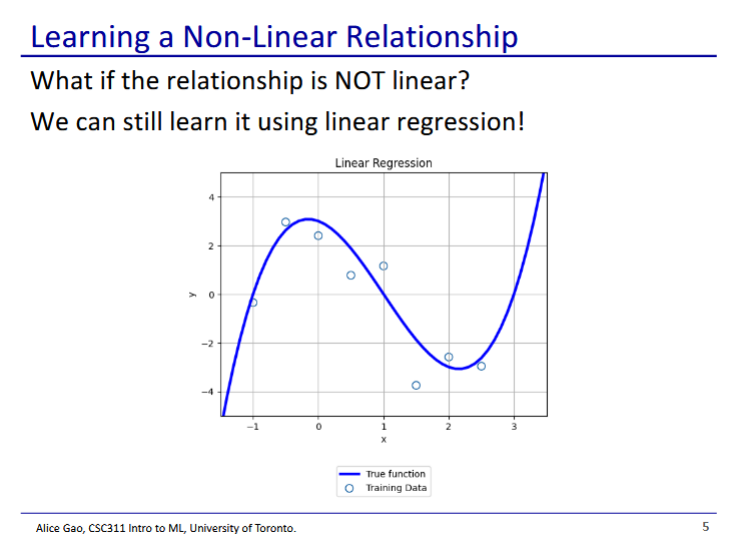 Learning a Non-Linear Relationship
What if the relationship is NOT linear?
We can still learn it using linear regression!
Linear Regression
4
2
0
−2
−4
y
−1 0 1 2 3
x
True function
Training Data
Alice Gao, CSC311 Intro to ML, University of Toronto.
5